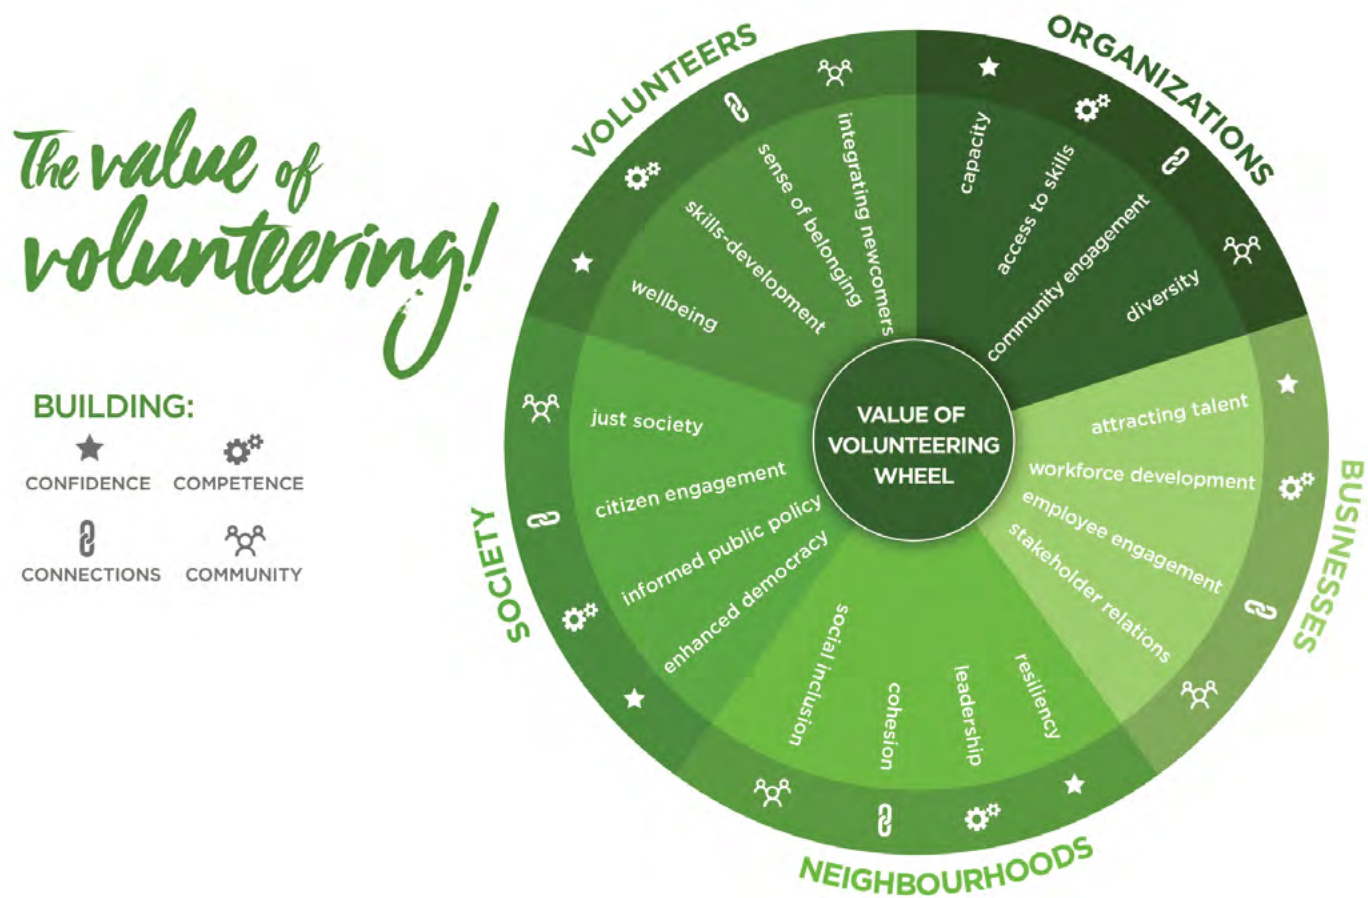 The value of
volunteering!
BUILDING:
CONFIDENCE
COMPETENCE
CONNECTIONS
COMMUNITY
VALUE OF
VOLUNTEERING
WHEEL
VOLUNTEERS
wellbeing
skills-development
sense of belonging
integrating newcomers
ORGANIZATIONS
capacity
access to skills
community engagement
diversity
BUSINESSES
attracting talent
workforce development
employee engagement
stakeholder relations
NEIGHBOURHOODS
resiliency
leadership
cohesion
social inclusion
SOCIETY
enhanced democracy
informed public policy
citizen engagement
just society